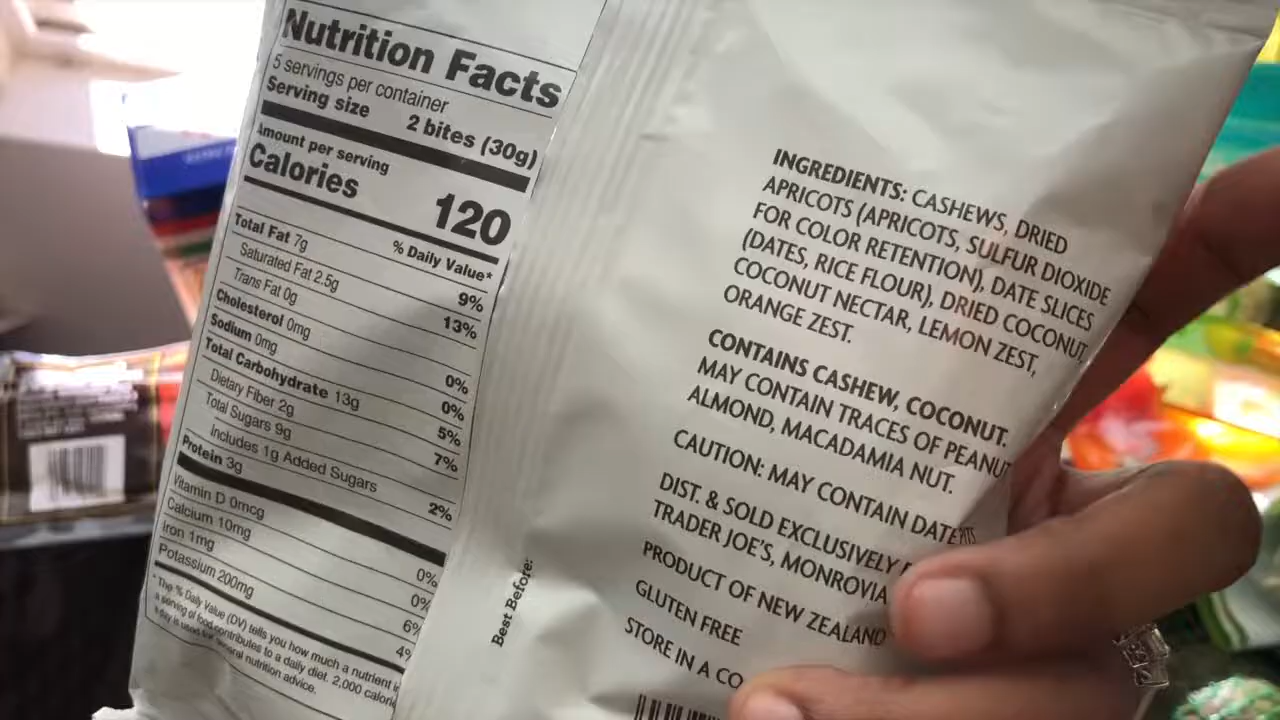 Nutrition Facts
5 servings per container
Serving size 2 bites (30g)
Amount per serving
Calories 120
% Daily Value*
Total Fat 7g 9%
Saturated Fat 2.5g 13%
Trans Fat 0g
Cholesterol 0mg 0%
Sodium 0mg 0%
Total Carbohydrate 13g 5%
Dietary Fiber 2g 7%
Total Sugars 9g
Includes 1g Added Sugars 2%
Protein 3g
Vitamin D 0mcg 0%
Calcium 10mg 0%
Iron 1mg 6%
Potassium 200mg 4%
* The % Daily Value (DV) tells you how much a nutrient in
a serving of food contributes to a daily diet. 2,000 calories
a day is used for general nutrition advice.
Best Before:
INGREDIENTS: CASHEWS, DRIED
APRICOTS (APRICOTS, SULFUR DIOXIDE
FOR COLOR RETENTION), DATE SLICES
(DATES, RICE FLOUR), DRIED COCONUT,
COCONUT NECTAR, LEMON ZEST,
ORANGE ZEST.
CONTAINS CASHEW, COCONUT.
MAY CONTAIN TRACES OF PEANUT
ALMOND, MACADAMIA NUT.
CAUTION: MAY CONTAIN DATE
DIST. & SOLD EXCLUSIVELY
TRADER JOE'S, MONROVIA
PRODUCT OF NEW ZEALAND
GLUTEN FREE
STORE IN A